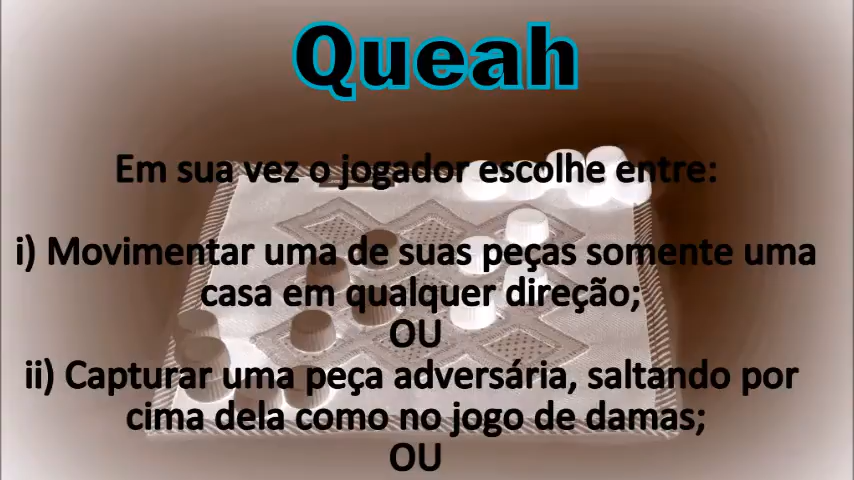 Queah
Em sua vez o jogador escolhe entre:
i) Movimentar uma de suas peças somente uma
casa em qualquer direção;
OU
ii) Capturar uma peça adversária, saltando por
cima dela como no jogo de damas;
OU